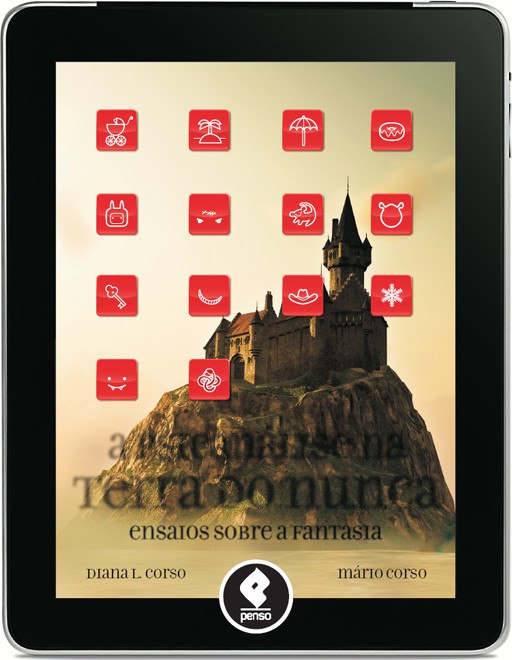 Terra do nunca
ensaios sobre a fantasia
Diana L. Corso
Mário Corso
penso